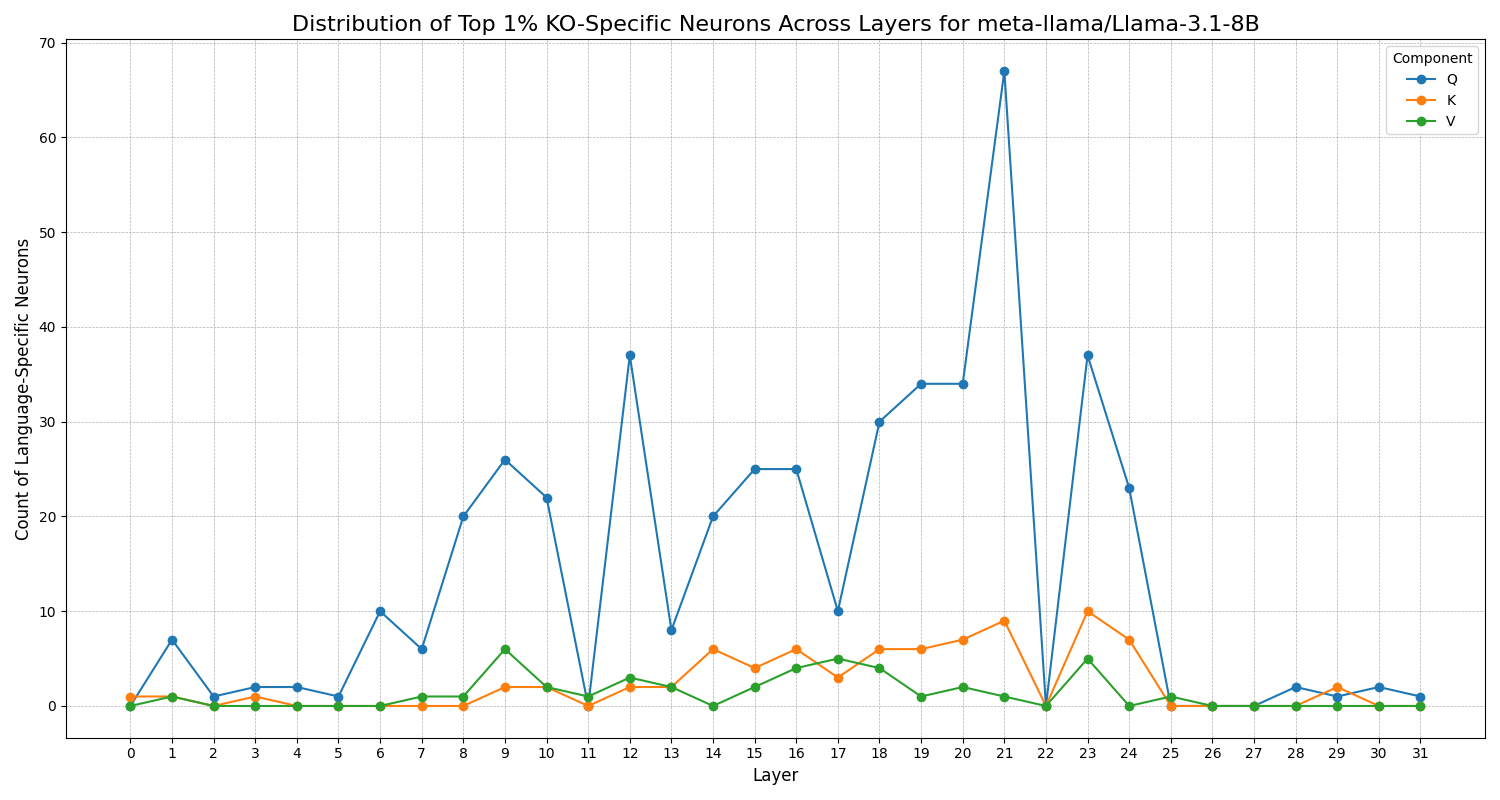 Distribution of Top 1% KO-Specific Neurons Across Layers for meta-llama/Llama-3.1-8B
Component
Q
K
V
Count of Language-Specific Neurons
70
60
50
40
30
20
10
0
0 1 2 3 4 5 6 7 8 9 10 11 12 13 14 15 16 17 18 19 20 21 22 23 24 25 26 27 28 29 30 31
Layer